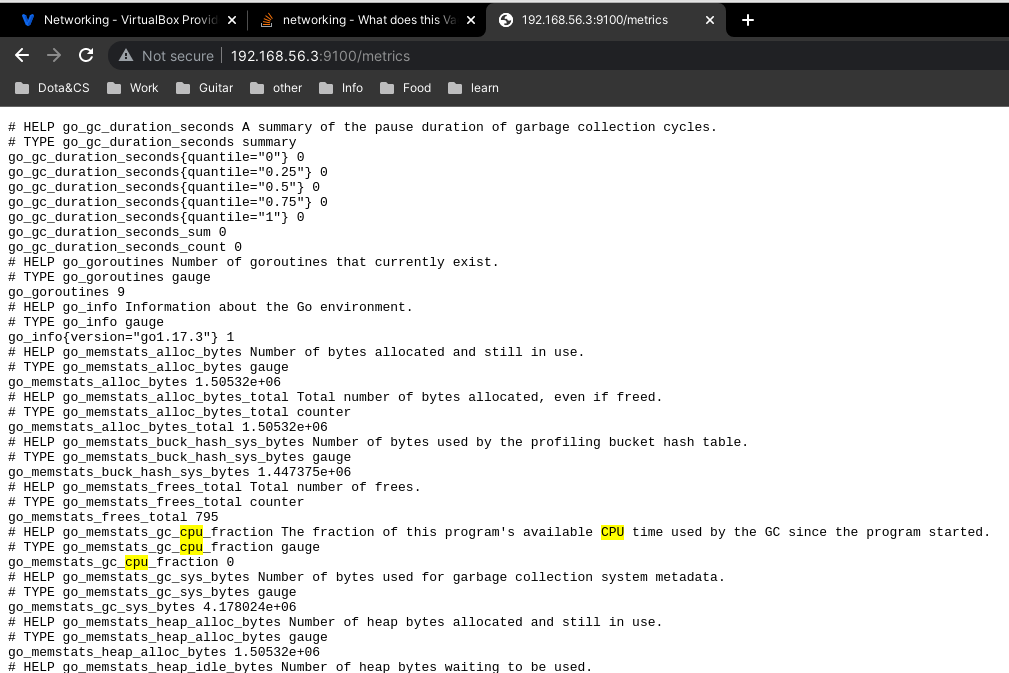 Networking - VirtualBox Provid
networking - What does this Va
192.168.56.3:9100/metrics
Not secure
192.168.56.3:9100/metrics
Dota&CS
Work
Guitar
other
Info
Food
learn
# HELP go_gc_duration_seconds A summary of the pause duration of garbage collection cycles.
# TYPE go_gc_duration_seconds summary
go_gc_duration_seconds{quantile="0"} 0
go_gc_duration_seconds{quantile="0.25"} 0
go_gc_duration_seconds{quantile="0.5"} 0
go_gc_duration_seconds{quantile="0.75"} 0
go_gc_duration_seconds{quantile="1"} 0
go_gc_duration_seconds_sum 0
go_gc_duration_seconds_count 0
# HELP go_goroutines Number of goroutines that currently exist.
# TYPE go_goroutines gauge
go_goroutines 9
# HELP go_info Information about the Go environment.
# TYPE go_info gauge
go_info{version="go1.17.3"} 1
# HELP go_memstats_alloc_bytes Number of bytes allocated and still in use.
# TYPE go_memstats_alloc_bytes gauge
go_memstats_alloc_bytes 1.50532e+06
# HELP go_memstats_alloc_bytes_total Total number of bytes allocated, even if freed.
# TYPE go_memstats_alloc_bytes_total counter
go_memstats_alloc_bytes_total 1.50532e+06
# HELP go_memstats_buck_hash_sys_bytes Number of bytes used by the profiling bucket hash table.
# TYPE go_memstats_buck_hash_sys_bytes gauge
go_memstats_buck_hash_sys_bytes 1.447375e+06
# HELP go_memstats_frees_total Total number of frees.
# TYPE go_memstats_frees_total counter
go_memstats_frees_total 795
# HELP go_memstats_gc_cpu_fraction The fraction of this program's available CPU time used by the GC since the program started.
# TYPE go_memstats_gc_cpu_fraction gauge
go_memstats_gc_cpu_fraction 0
# HELP go_memstats_gc_sys_bytes Number of bytes used for garbage collection system metadata.
# TYPE go_memstats_gc_sys_bytes gauge
go_memstats_gc_sys_bytes 4.178024e+06
# HELP go_memstats_heap_alloc_bytes Number of heap bytes allocated and still in use.
# TYPE go_memstats_heap_alloc_bytes gauge
go_memstats_heap_alloc_bytes 1.50532e+06
# HELP go_memstats_heap_idle_bytes Number of heap bytes waiting to be used.